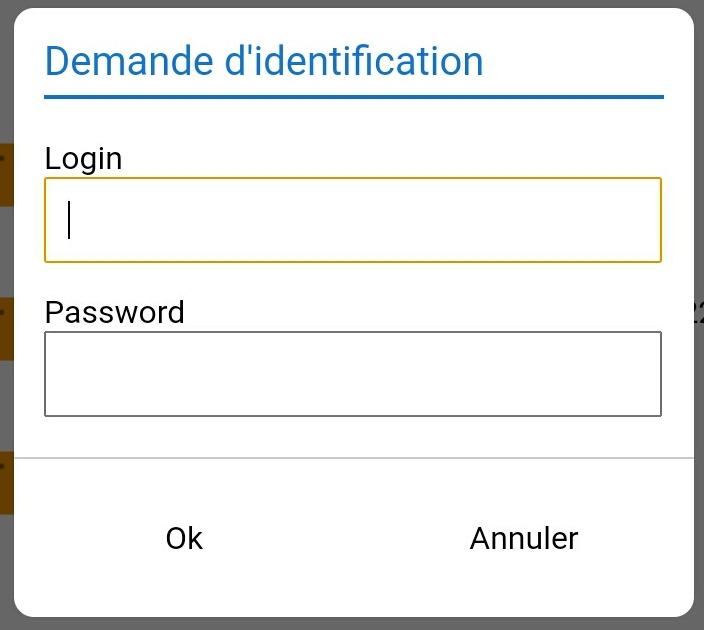 Demande d'identification
Login
Password
Ok
Annuler